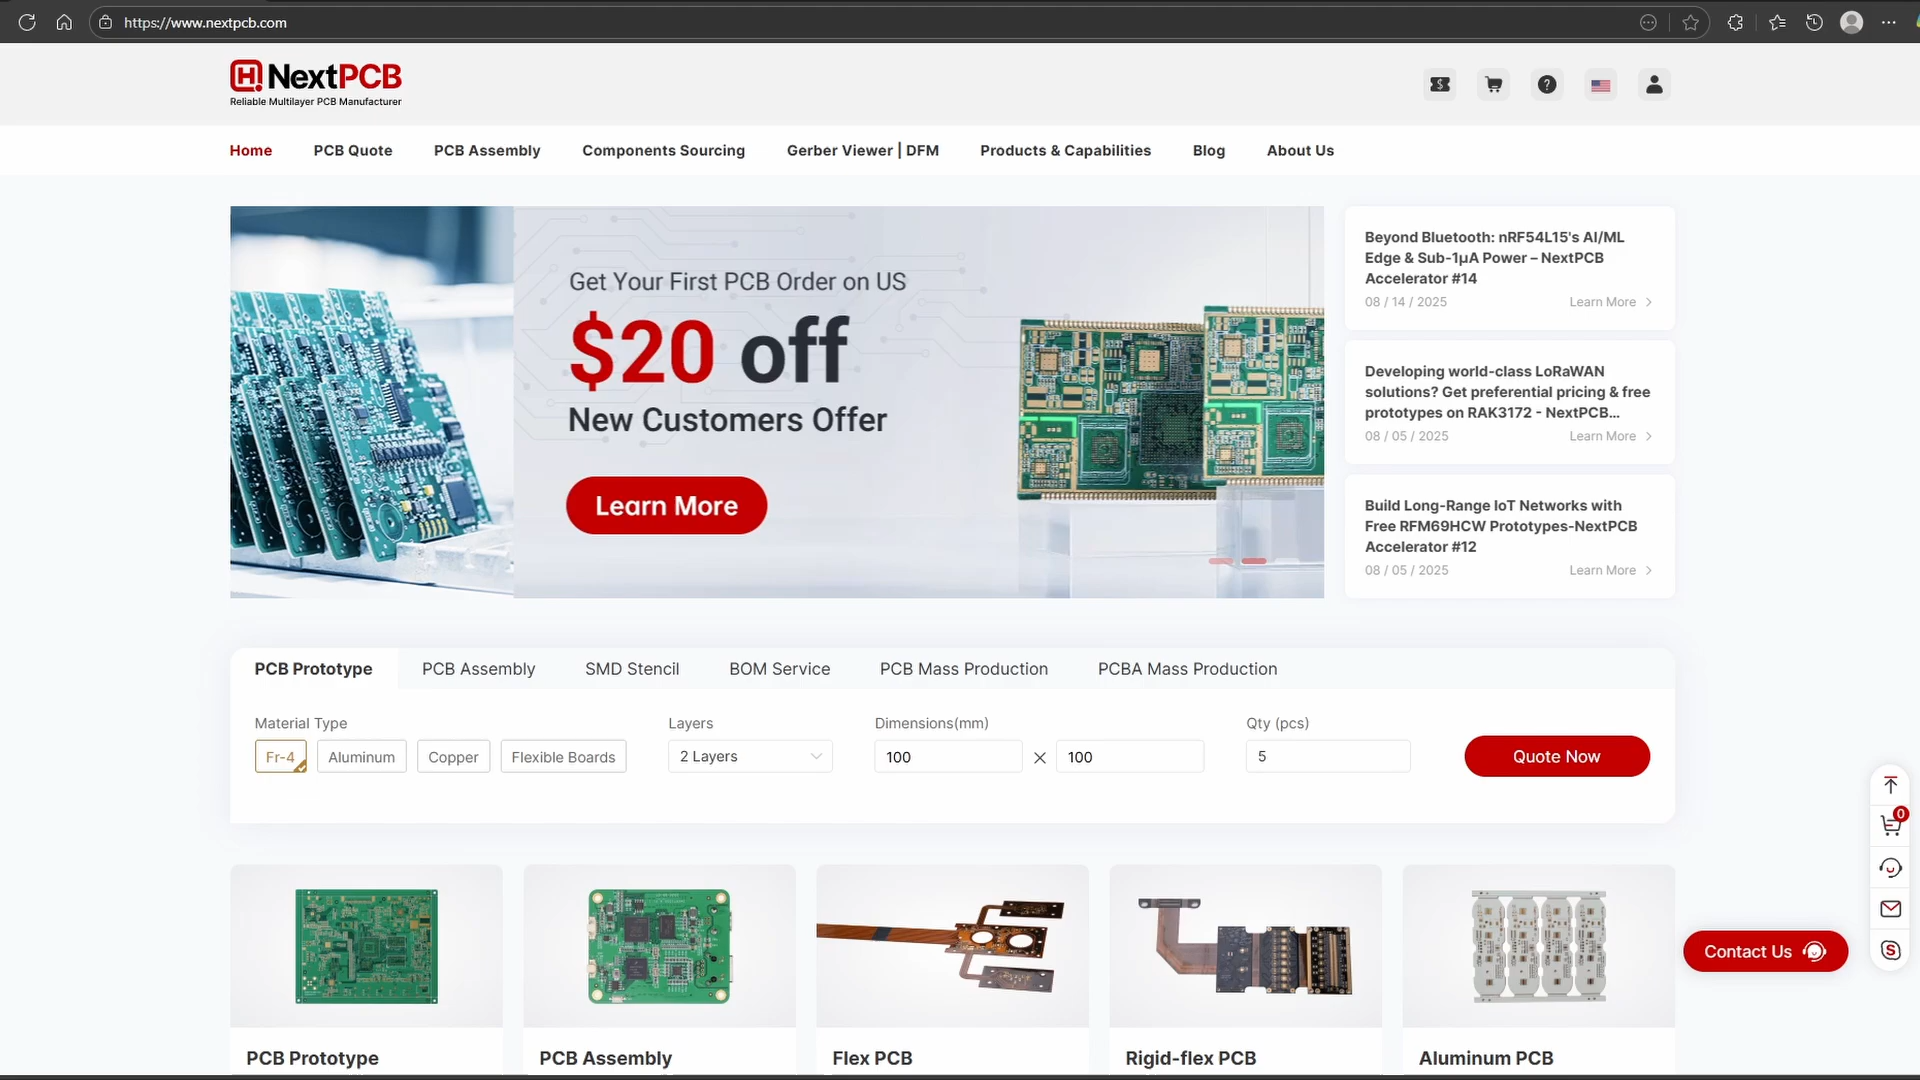 https://www.nextpcb.com
NextPCB
Reliable Multilayer PCB Manufacturer
Home
PCB Quote
PCB Assembly
Components Sourcing
Gerber Viewer | DFM
Products & Capabilities
Blog
About Us
Get Your First PCB Order on US
$20 off
New Customers Offer
Learn More
Beyond Bluetooth: nRF54L15's AI/ML
Edge & Sub-1μA Power – NextPCB
Accelerator #14
08 / 14 / 2025
Learn More
Developing world-class LoRaWAN
solutions? Get preferential pricing & free
prototypes on RAK3172 - NextPCB...
08 / 05 / 2025
Learn More
Build Long-Range IoT Networks with
Free RFM69HCW Prototypes-NextPCB
Accelerator #12
08 / 05 / 2025
Learn More
PCB Prototype
PCB Assembly
SMD Stencil
BOM Service
PCB Mass Production
PCBA Mass Production
Material Type
Layers
Dimensions(mm)
Qty (pcs)
Fr-4
Aluminum
Copper
Flexible Boards
2 Layers
100
100
5
Quote Now
0
Contact Us
PCB Prototype
PCB Assembly
Flex PCB
Rigid-flex PCB
Aluminum PCB